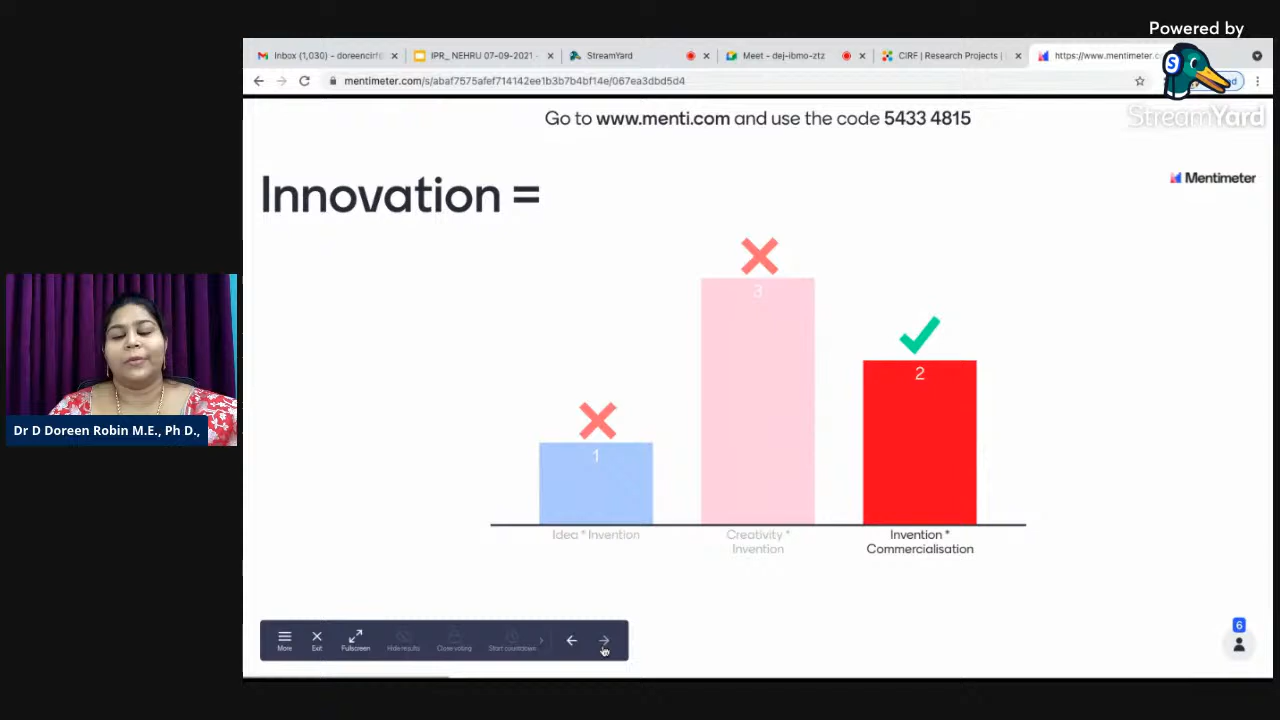 Powered by
StreamYard
Inbox (1,030) - doreencirf@
IPR_ NEHRU 07-09-2021 -
StreamYard
Meet - dej-ibmo-ztz
CIRF | Research Projects |
https://www.mentimeter.c
mentimeter.com/s/abaf7575afef714142ee1b3b7b4bf14e/067ea3dbd5d4
Go to www.menti.com and use the code 5433 4815
Mentimeter
Innovation =
3
2
1
Idea * Invention
Creativity *
Invention
Invention *
Commercialisation
Dr D Doreen Robin M.E., Ph D.,
More
Exit
Fullscreen
Hide results
Close voting
Start countdown
6